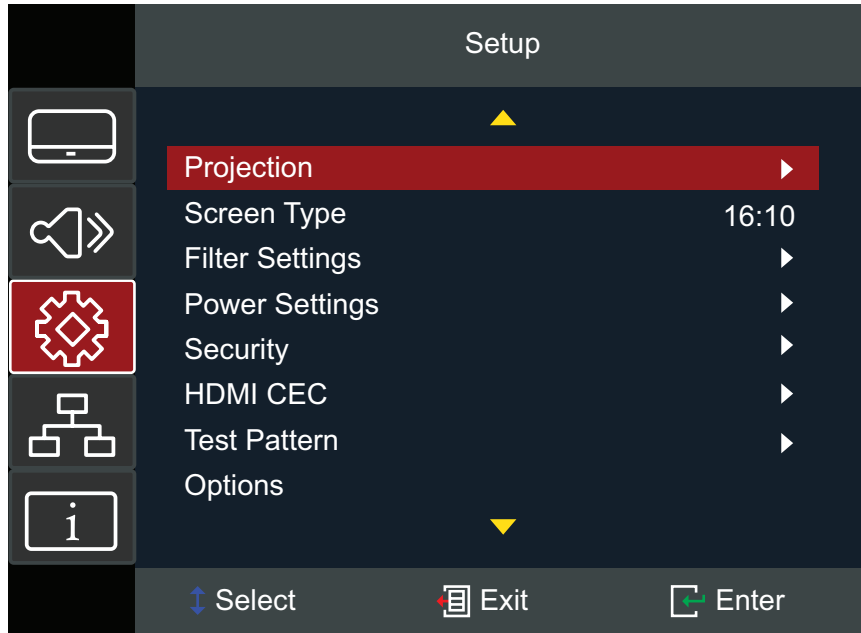 Setup
Projection
Screen Type 16:10
Filter Settings
Power Settings
Security
HDMI CEC
Test Pattern
Options
i
Select Exit Enter